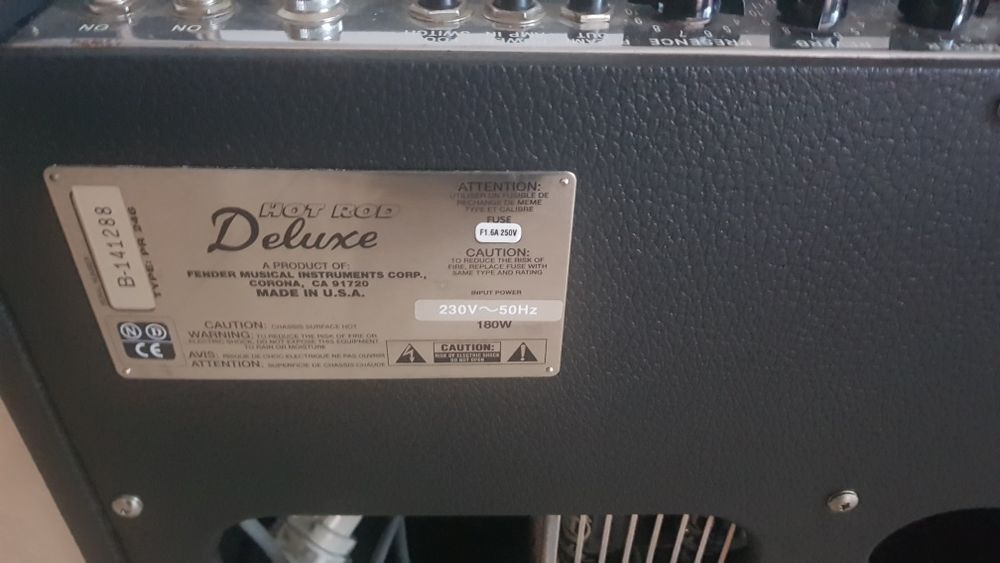 ON
ON
PRESENCE
B-141288
TYPE: PR 246
HOT ROD
Deluxe
A PRODUCT OF:
FENDER MUSICAL INSTRUMENTS CORP.,
CORONA, CA 91720
MADE IN U.S.A.
ATTENTION:
UTILISER UN FUSIBLE DE
RECHANGE DE MEME
TYPE ET CALIBRE
FUSE
F1.6A 250V
CAUTION:
TO REDUCE THE RISK OF
FIRE, REPLACE FUSE WITH
SAME TYPE AND RATING
INPUT POWER
230V~50Hz
180W
N D
CE
CAUTION: CHASSIS SURFACE HOT
WARNING: TO REDUCE THE RISK OF FIRE OR
ELECTRIC SHOCK, DO NOT EXPOSE THIS EQUIPMENT
TO RAIN OR MOISTURE
AVIS: RISQUE DE CHOC ELECTRIQUE NE PAS OUVRIR
ATTENTION: SUPERFICIE DE CHASSIS CHAUDE
CAUTION:
RISK OF ELECTRIC SHOCK
DO NOT OPEN